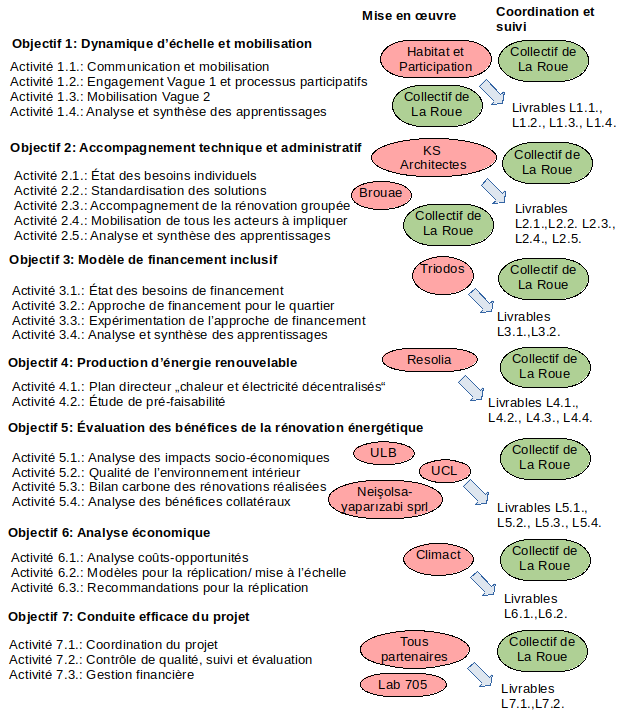 Mise en œuvre
Coordination et
suivi
Objectif 1: Dynamique d’échelle et mobilisation
Activité 1.1.: Communication et mobilisation
Activité 1.2.: Engagement Vague 1 et processus participatifs
Activité 1.3.: Mobilisation Vague 2
Activité 1.4.: Analyse et synthèse des apprentissages
Habitat et
Participation
Collectif de
La Roue
Collectif de
La Roue
Livrables L1.1.,
L1.2., L1.3., L1.4.
Objectif 2: Accompagnement technique et administratif
Activité 2.1.: État des besoins individuels
Activité 2.2.: Standardisation des solutions
Activité 2.3.: Accompagnement de la rénovation groupée
Activité 2.4.: Mobilisation de tous les acteurs à impliquer
Activité 2.5.: Analyse et synthèse des apprentissages
KS
Architectes
Brouae
Collectif de
La Roue
Collectif de
La Roue
Livrables
L2.1.,L2.2. L2.3.,
L2.4., L2.5.
Objectif 3: Modèle de financement inclusif
Activité 3.1.: État des besoins de financement
Activité 3.2.: Approche de financement pour le quartier
Activité 3.3.: Expérimentation de l’approche de financement
Activité 3.4.: Analyse et synthèse des apprentissages
Triodos
Collectif de
La Roue
Livrables
L3.1.,L3.2.
Objectif 4: Production d’énergie renouvelable
Activité 4.1.: Plan directeur „chaleur et électricité décentralisés“
Activité 4.2.: Étude de pré-faisabilité
Resolia
Collectif de
La Roue
Livrables L4.1.,
L4.2., L4.3., L4.4.
Objectif 5: Évaluation des bénéfices de la rénovation énergétique
Activité 5.1.: Analyse des impacts socio-économiques
Activité 5.2.: Qualité de l’environnement intérieur
Activité 5.3.: Bilan carbone des rénovations réalisées
Activité 5.4.: Analyse des bénéfices collatéraux
ULB
UCL
Neişolsa-
yaparızabi sprl
Collectif de
La Roue
Livrables L5.1.,
L5.2., L5.3., L5.4.
Objectif 6: Analyse économique
Activité 6.1.: Analyse coûts-opportunités
Activité 6.2.: Modèles pour la réplication/ mise à l’échelle
Activité 6.3.: Recommandations pour la réplication
Climact
Collectif de
La Roue
Livrables
L6.1.,L6.2.
Objectif 7: Conduite efficace du projet
Activité 7.1.: Coordination du projet
Activité 7.2.: Contrôle de qualité, suivi et évaluation
Activité 7.3.: Gestion financière
Tous
partenaires
Lab 705
Collectif de
La Roue
Livrables
L7.1.,L7.2.